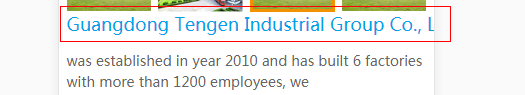 Guangdong Tengen Industrial Group Co., L
was established in year 2010 and has built 6 factories
with more than 1200 employees, we